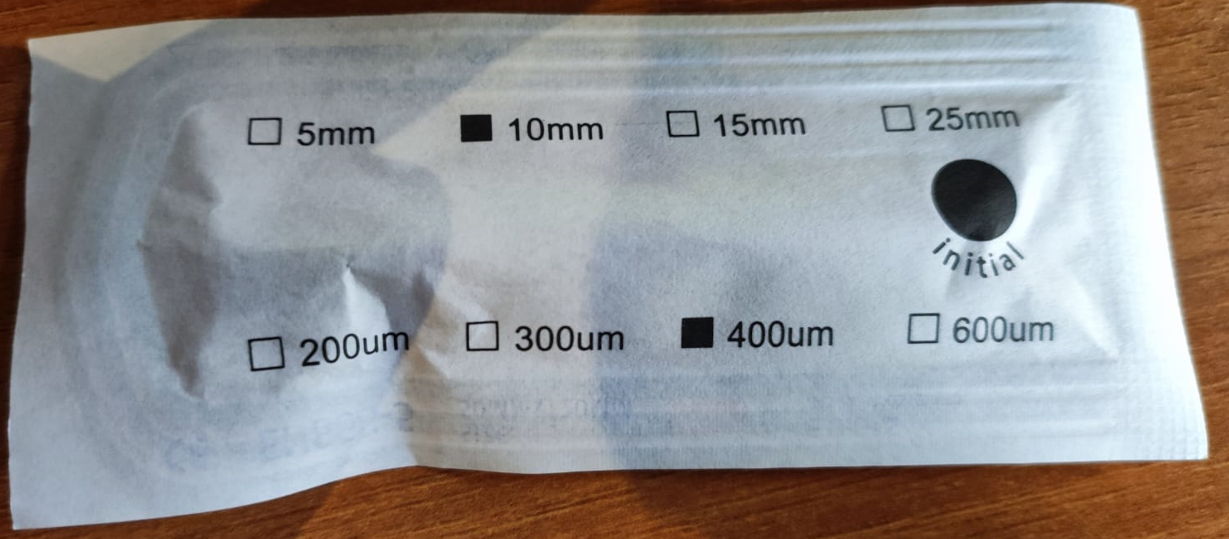 ☐ 5mm ■ 10mm ☐ 15mm ☐ 25mm
initial
☐ 200um ☐ 300um ■ 400um ☐ 600um